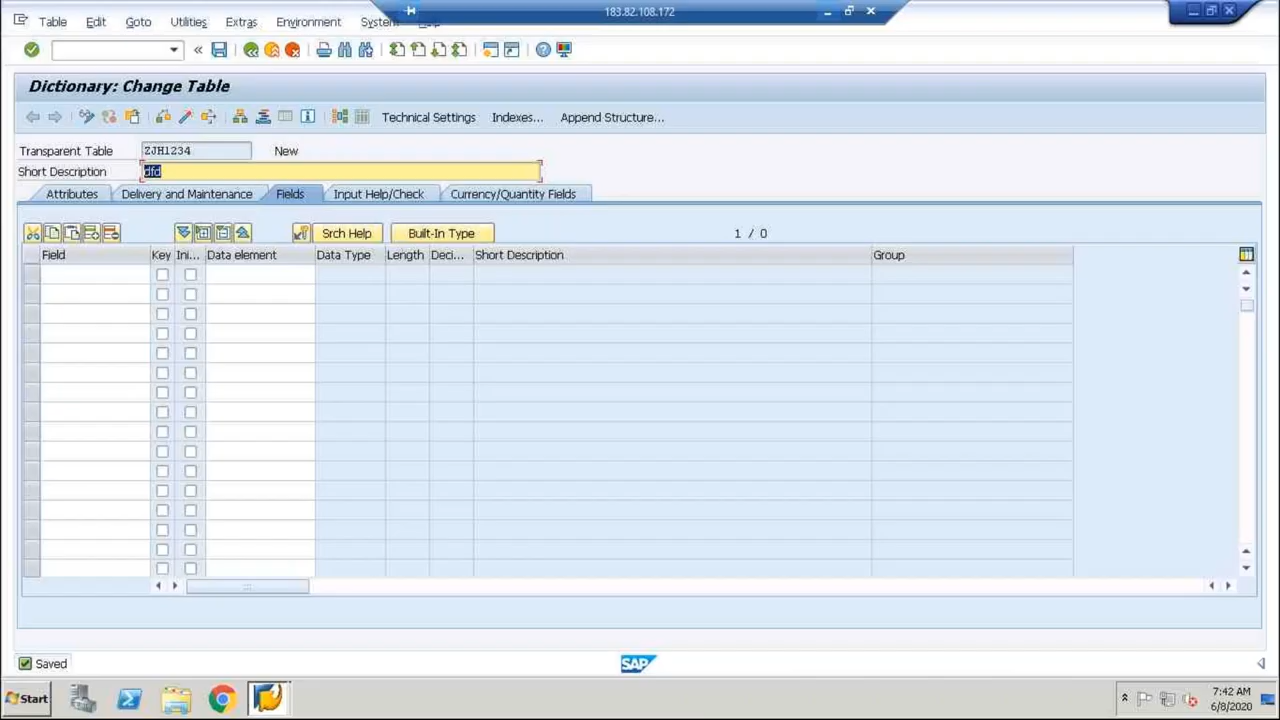 183.82.108.172
Table Edit Goto Utilities Extras Environment System
Dictionary: Change Table
Technical Settings Indexes... Append Structure...
Transparent Table ZJH1234 New
Short Description dfd
Attributes Delivery and Maintenance Fields Input Help/Check Currency/Quantity Fields
Srch Help Built-In Type 1 / 0
Field Key Ini... Data element Data Type Length Deci... Short Description Group
Saved SAP
Start 7:42 AM
6/8/2020